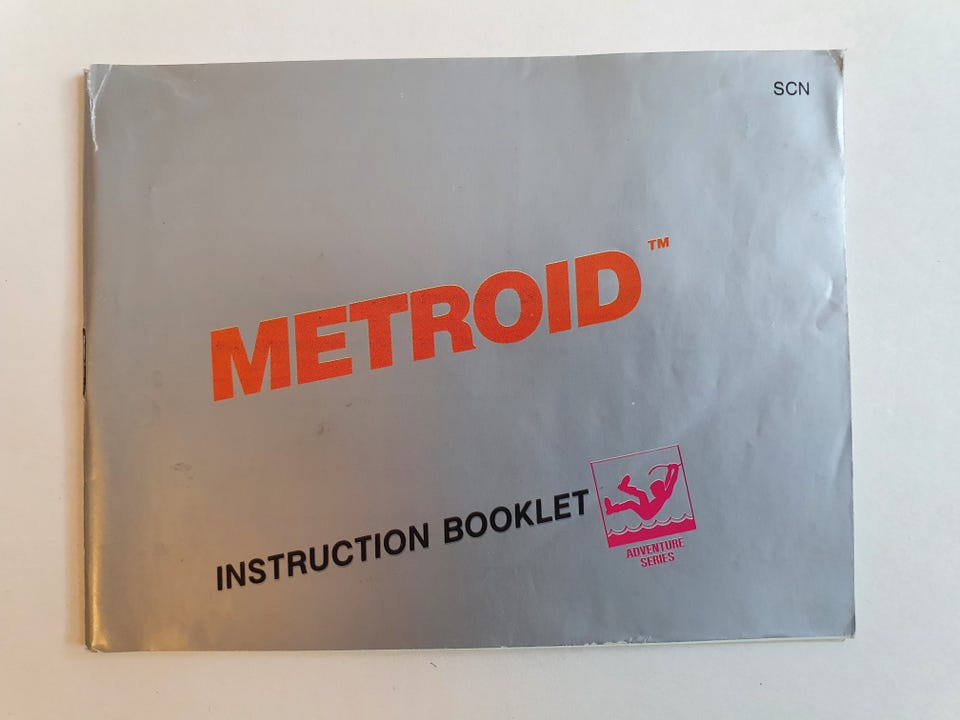 SCN
METROID™
INSTRUCTION BOOKLET
ADVENTURE
SERIES